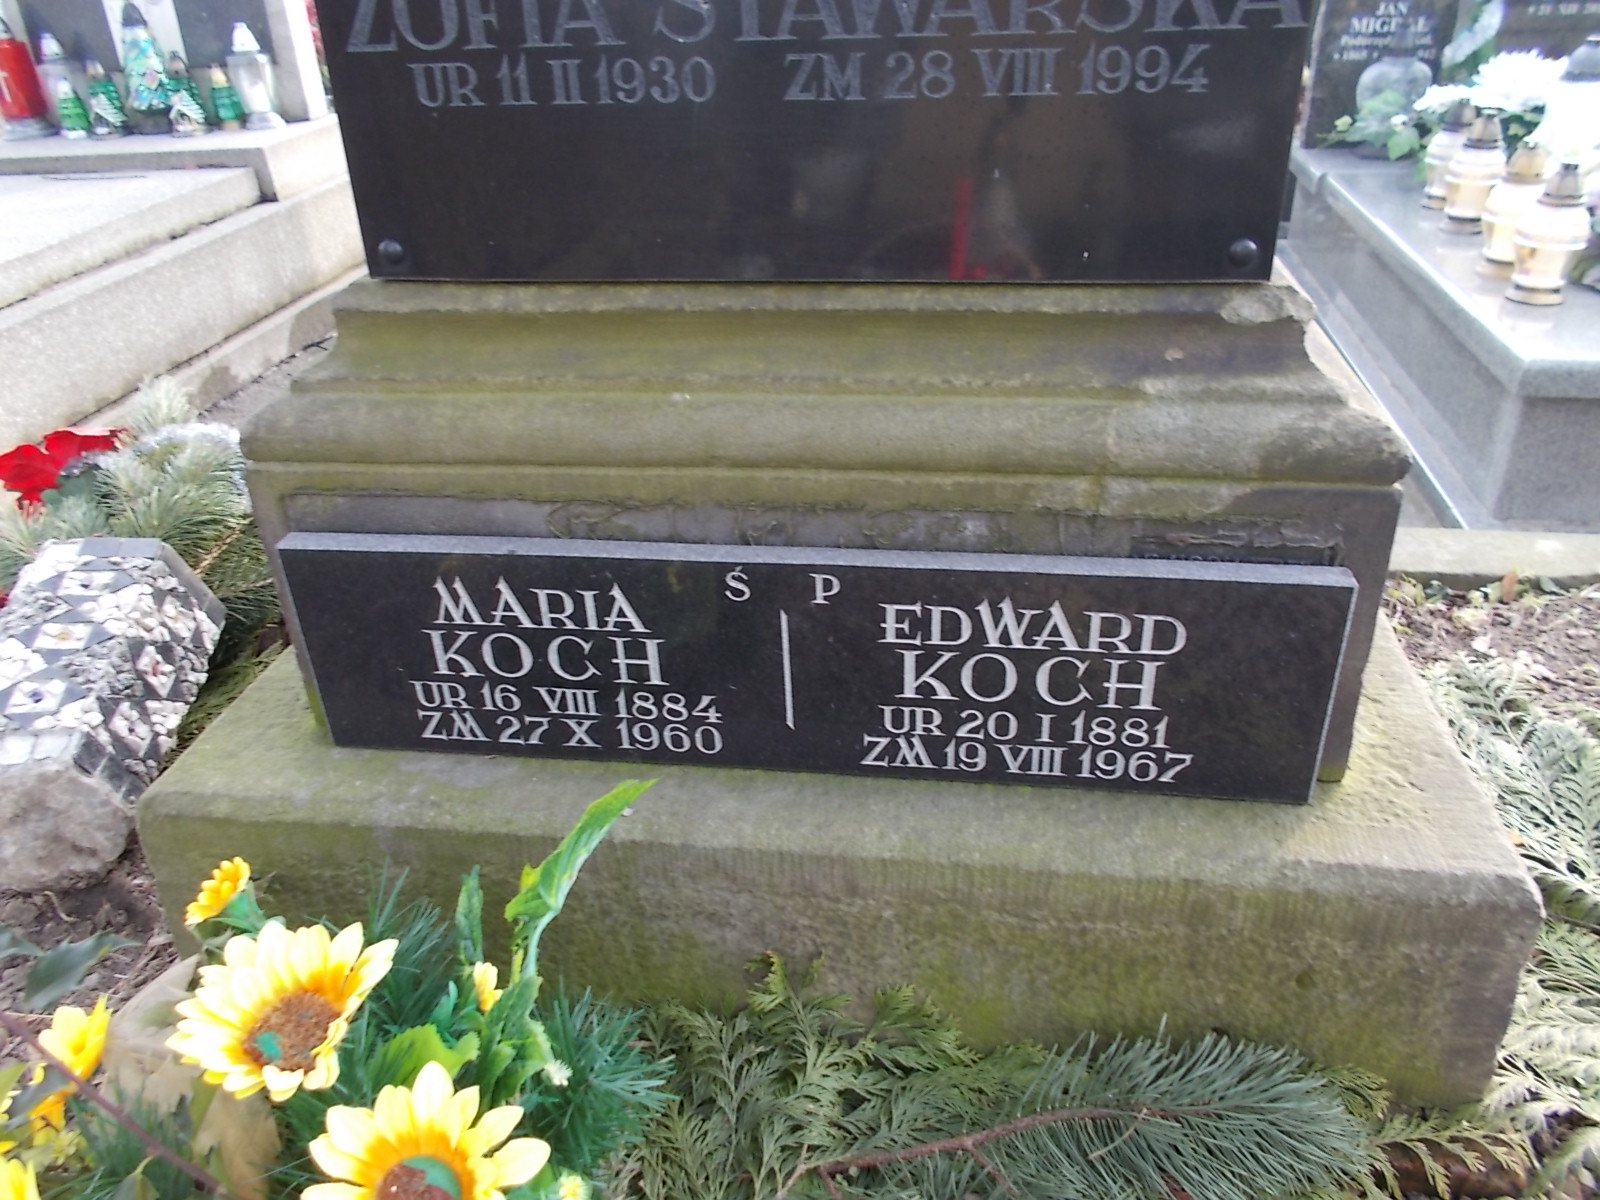 ZOFIA STAWARSKA
UR 11 II 1930 ZM 28 VIII 1994
Ś P
MARIA
KOCH
UR 16 VIII 1884
ZM 27 X 1960
EDWARD
KOCH
UR 20 I 1881
ZM 19 VIII 1967
JAN